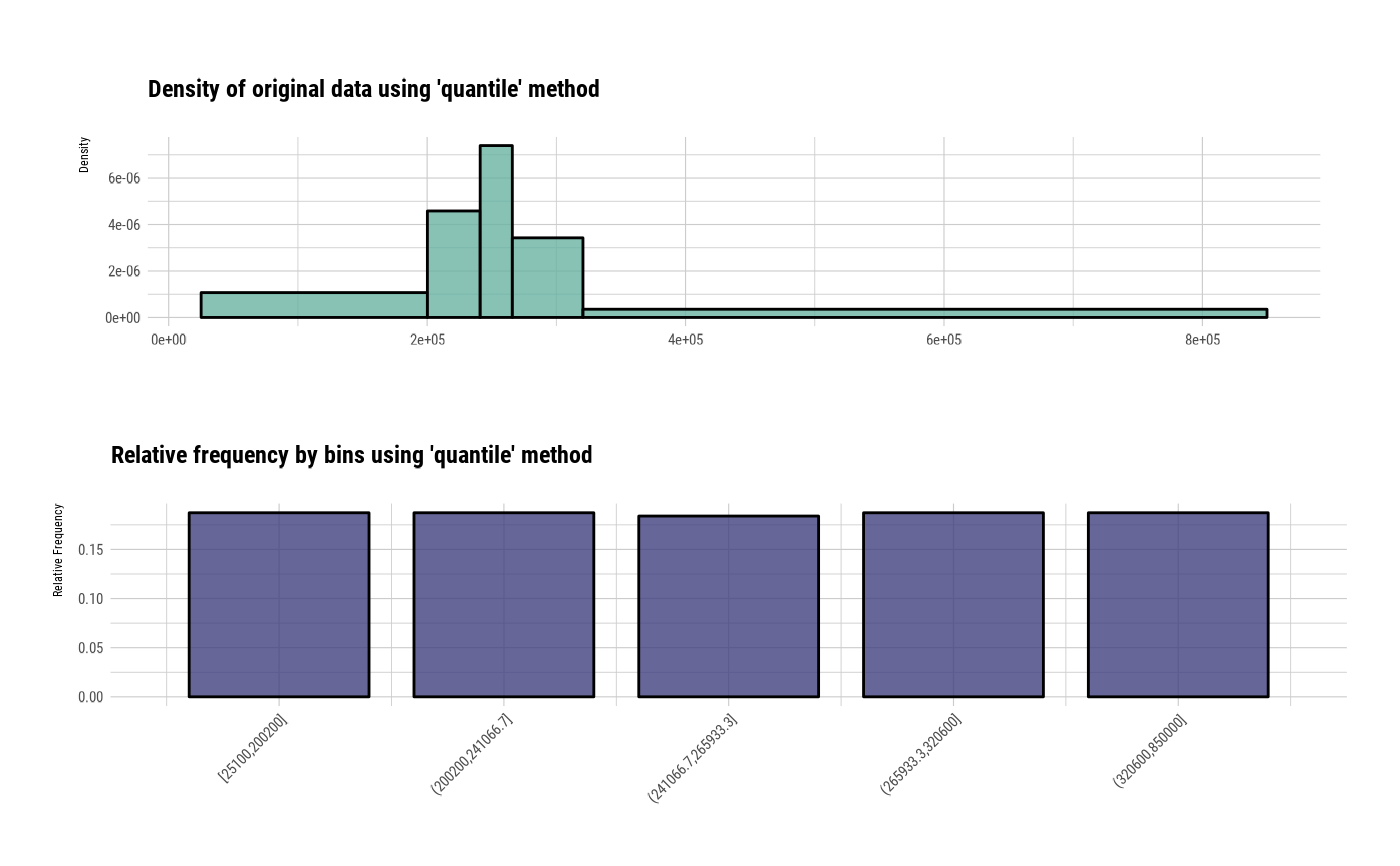 Density of original data using 'quantile' method
Density
6e-06
4e-06
2e-06
0e+00
0e+00 2e+05 4e+05 6e+05 8e+05
Relative frequency by bins using 'quantile' method
Relative Frequency
0.15
0.10
0.05
0.00
[25100,200200] (200200,241066.7] (241066.7,265933.3] (265933.3,320600] (320600,850000]